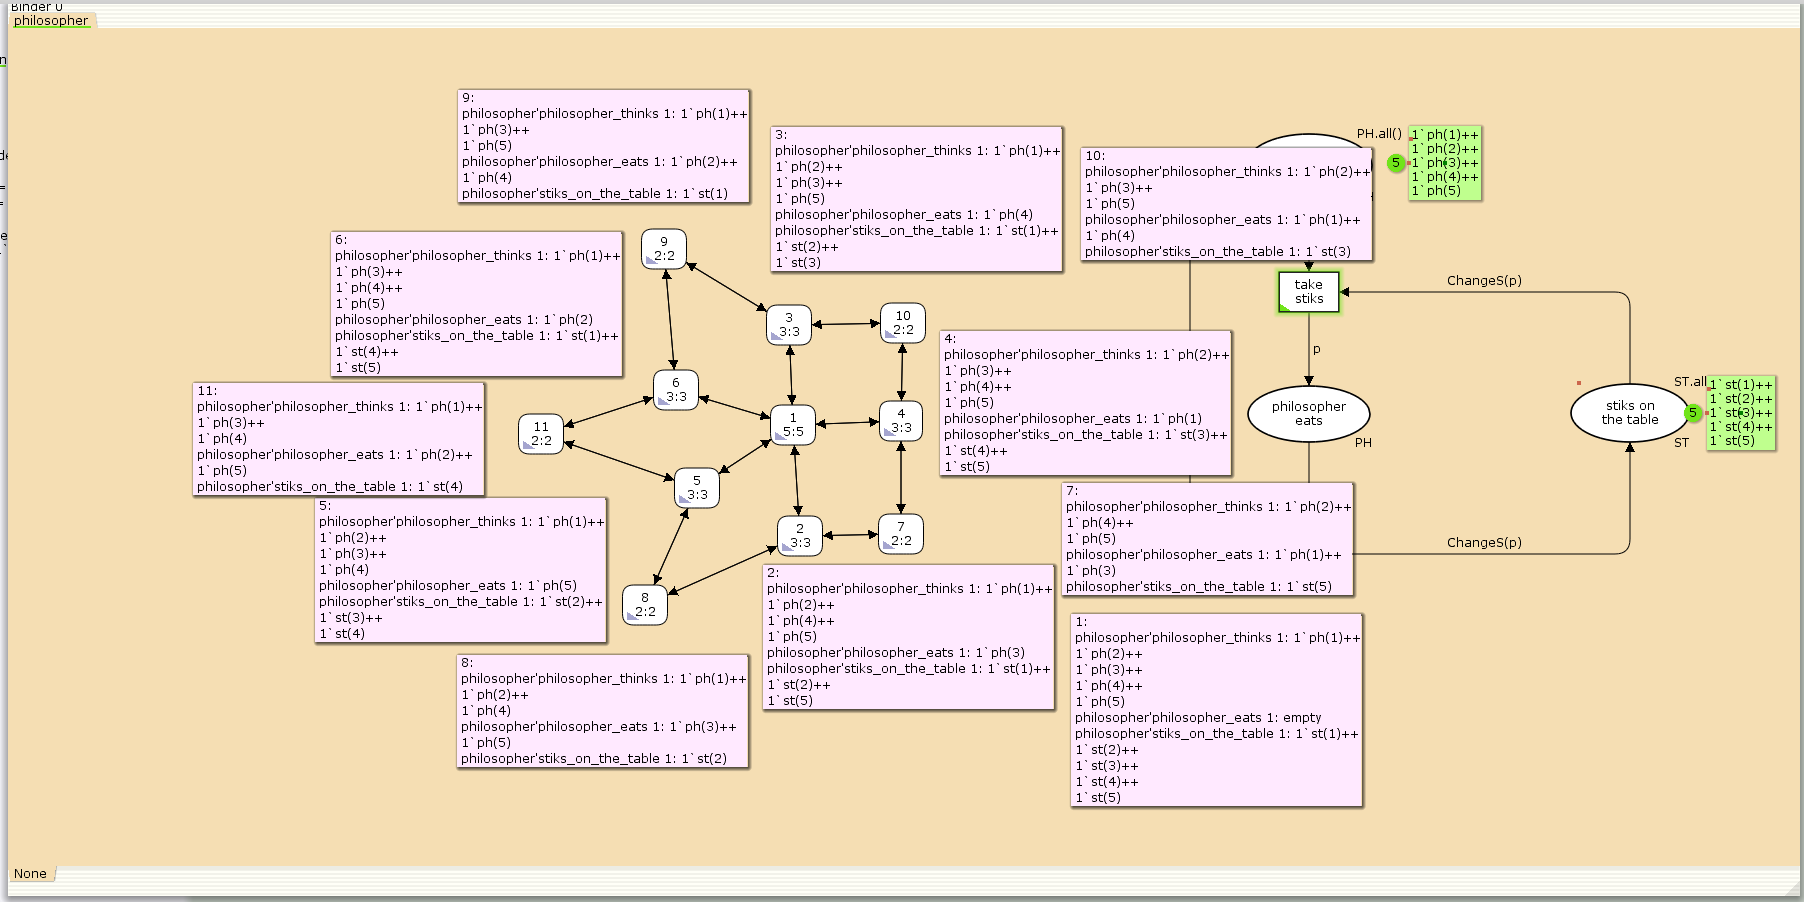 Binder 0
philosopher
9:
philosopher'philosopher_thinks 1: 1`ph(1)++
1`ph(3)++
1`ph(5)
philosopher'philosopher_eats 1: 1`ph(2)++
1`ph(4)
philosopher'stiks_on_the_table 1: 1`st(1)
3:
philosopher'philosopher_thinks 1: 1`ph(1)++
1`ph(2)++
1`ph(3)++
1`ph(5)
philosopher'philosopher_eats 1: 1`ph(4)
philosopher'stiks_on_the_table 1: 1`st(1)++
1`st(2)++
1`st(3)
10:
philosopher'philosopher_thinks 1: 1`ph(2)++
1`ph(3)++
1`ph(5)
philosopher'philosopher_eats 1: 1`ph(1)++
1`ph(4)
philosopher'stiks_on_the_table 1: 1`st(3)
PH.all()
5
1`ph(1)++
1`ph(2)++
1`ph(3)++
1`ph(4)++
1`ph(5)
6:
philosopher'philosopher_thinks 1: 1`ph(1)++
1`ph(3)++
1`ph(4)++
1`ph(5)
philosopher'philosopher_eats 1: 1`ph(2)
philosopher'stiks_on_the_table 1: 1`st(1)++
1`st(4)++
1`st(5)
9
2:2
3
3:3
10
2:2
take
stiks
ChangeS(p)
p
4:
philosopher'philosopher_thinks 1: 1`ph(2)++
1`ph(3)++
1`ph(4)++
1`ph(5)
philosopher'philosopher_eats 1: 1`ph(1)
philosopher'stiks_on_the_table 1: 1`st(3)++
1`st(4)++
1`st(5)
11:
philosopher'philosopher_thinks 1: 1`ph(1)++
1`ph(3)++
1`ph(4)
philosopher'philosopher_eats 1: 1`ph(2)++
1`ph(5)
philosopher'stiks_on_the_table 1: 1`st(4)
6
3:3
11
2:2
1
5:5
4
3:3
philosopher
eats
PH
stiks on
the table
ST.all
ST
5
1`st(1)++
1`st(2)++
1`st(3)++
1`st(4)++
1`st(5)
5
3:3
2
3:3
7
2:2
8
2:2
5:
philosopher'philosopher_thinks 1: 1`ph(1)++
1`ph(2)++
1`ph(3)++
1`ph(4)
philosopher'philosopher_eats 1: 1`ph(5)
philosopher'stiks_on_the_table 1: 1`st(2)++
1`st(3)++
1`st(4)
7:
philosopher'philosopher_thinks 1: 1`ph(2)++
1`ph(4)++
1`ph(5)
philosopher'philosopher_eats 1: 1`ph(1)++
1`ph(3)
philosopher'stiks_on_the_table 1: 1`st(5)
ChangeS(p)
2:
philosopher'philosopher_thinks 1: 1`ph(1)++
1`ph(2)++
1`ph(4)++
1`ph(5)
philosopher'philosopher_eats 1: 1`ph(3)
philosopher'stiks_on_the_table 1: 1`st(1)++
1`st(2)++
1`st(5)
8:
philosopher'philosopher_thinks 1: 1`ph(1)++
1`ph(2)++
1`ph(4)
philosopher'philosopher_eats 1: 1`ph(3)++
1`ph(5)
philosopher'stiks_on_the_table 1: 1`st(2)
1:
philosopher'philosopher_thinks 1: 1`ph(1)++
1`ph(2)++
1`ph(3)++
1`ph(4)++
1`ph(5)
philosopher'philosopher_eats 1: empty
philosopher'stiks_on_the_table 1: 1`st(1)++
1`st(2)++
1`st(3)++
1`st(4)++
1`st(5)
None